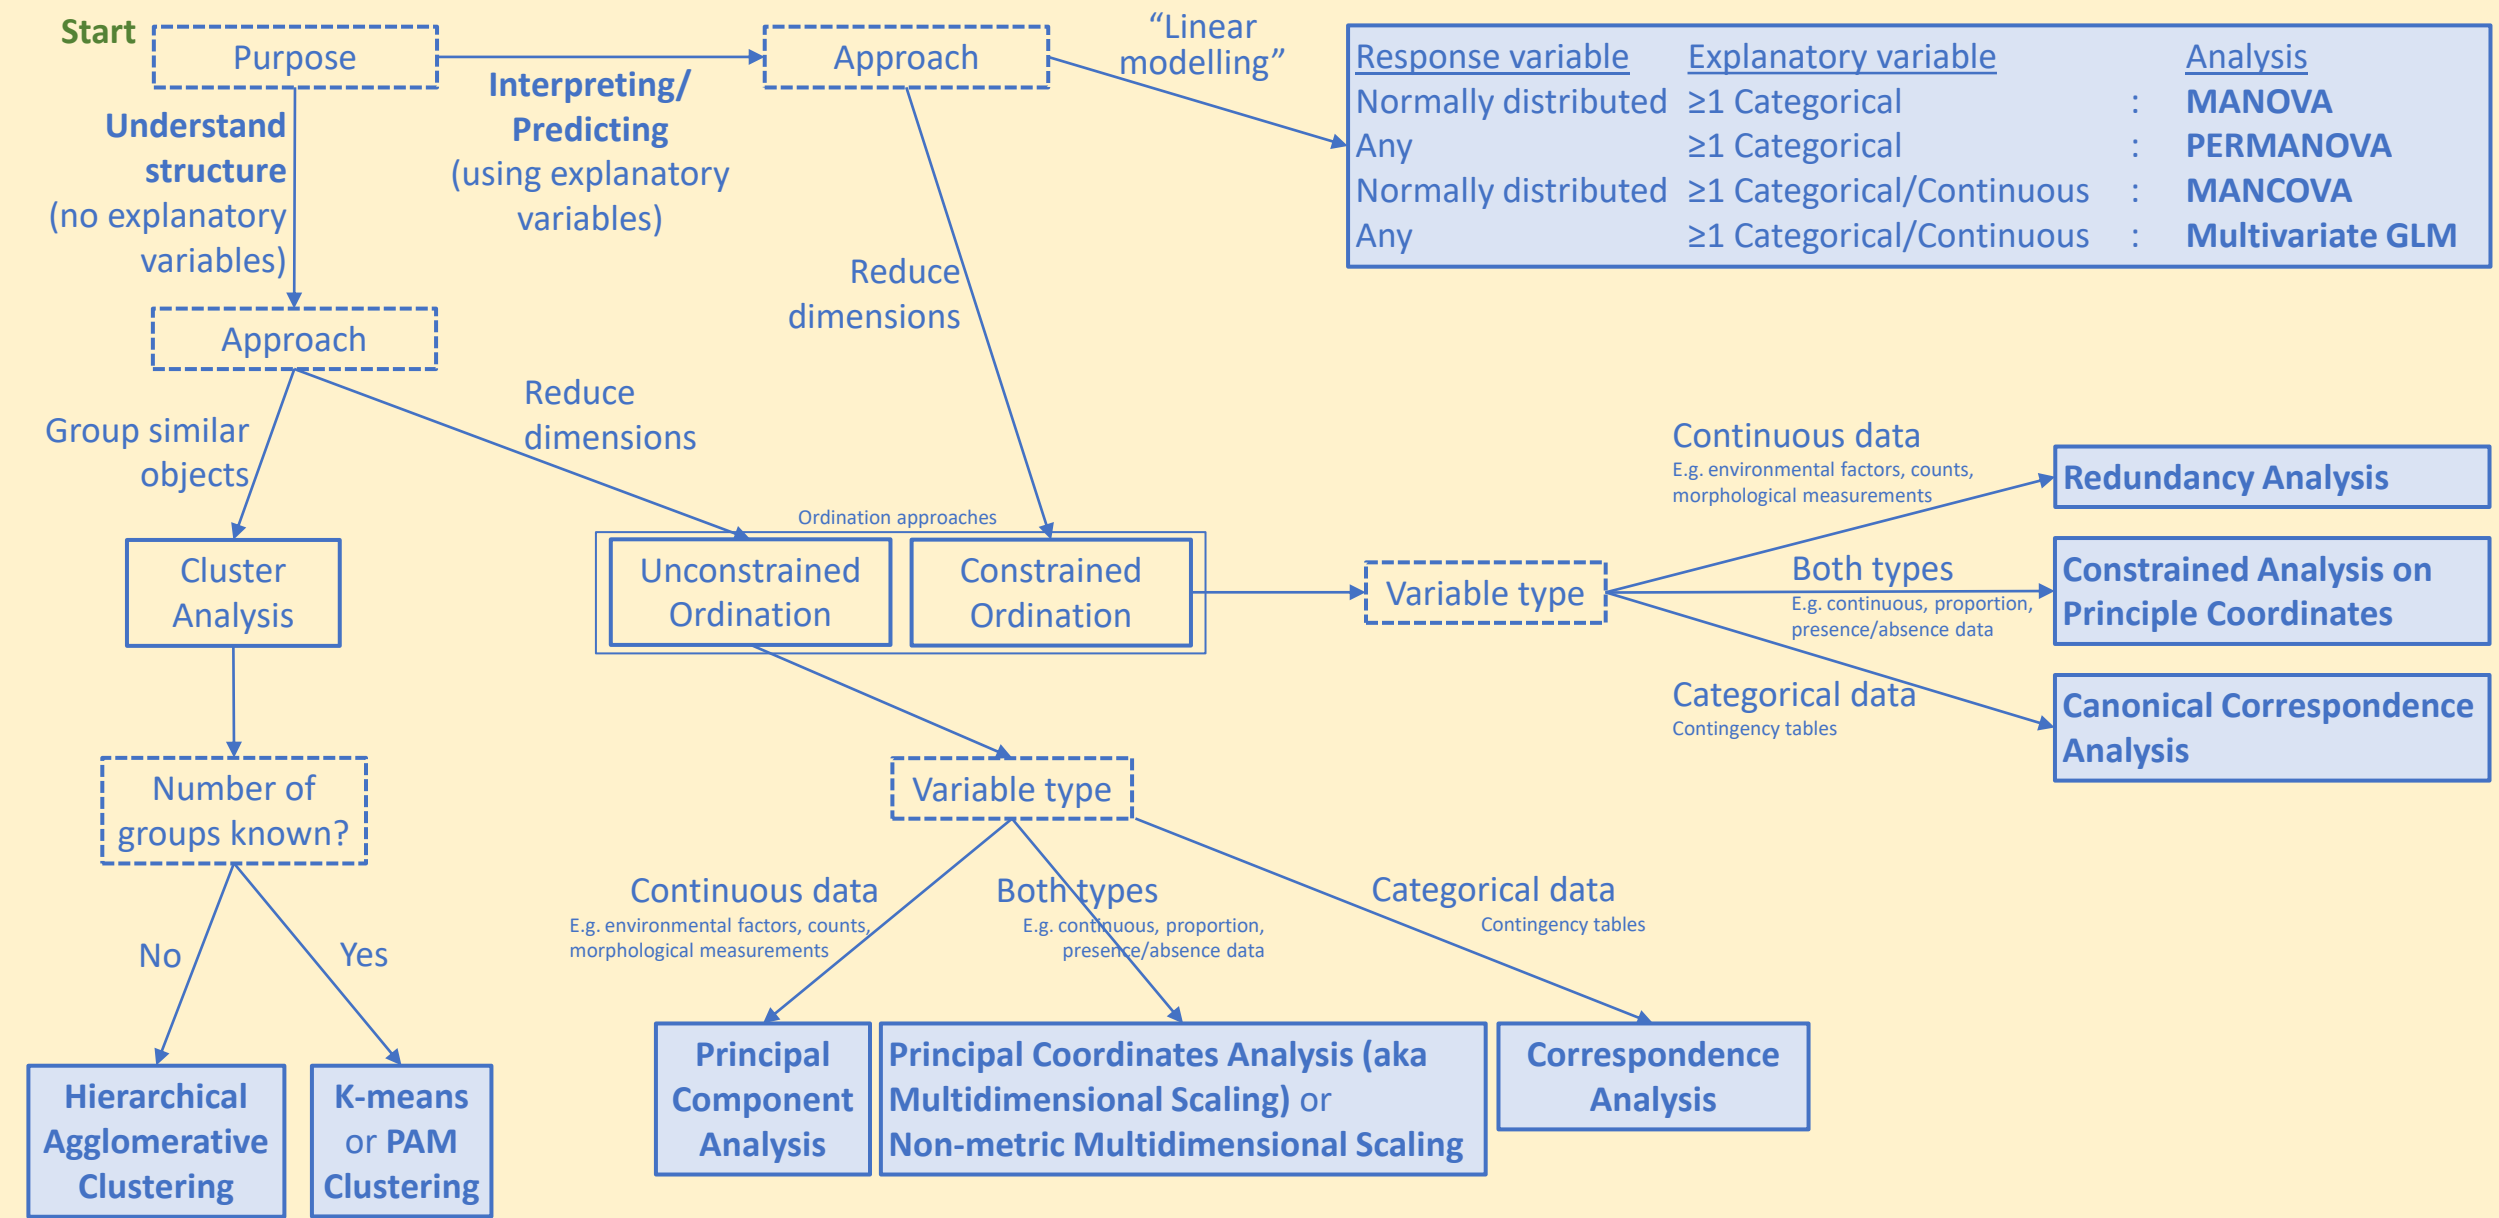 Start
Purpose
Interpreting/
Predicting
(using explanatory
variables)
Approach
“Linear
modelling”
Response variable Explanatory variable Analysis
Normally distributed ≥1 Categorical : MANOVA
Any ≥1 Categorical : PERMANOVA
Normally distributed ≥1 Categorical/Continuous : MANCOVA
Any ≥1 Categorical/Continuous : Multivariate GLM
Understand
structure
(no explanatory
variables)
Reduce
dimensions
Approach
Group similar
objects
Reduce
dimensions
Ordination approaches
Cluster
Analysis
Unconstrained
Ordination
Constrained
Ordination
Variable type
Continuous data
E.g. environmental factors, counts,
morphological measurements
Redundancy Analysis
Both types
E.g. continuous, proportion,
presence/absence data
Constrained Analysis on
Principle Coordinates
Categorical data
Contingency tables
Canonical Correspondence
Analysis
Number of
groups known?
No
Yes
Hierarchical
Agglomerative
Clustering
K-means
or PAM
Clustering
Variable type
Continuous data
E.g. environmental factors, counts,
morphological measurements
Both types
E.g. continuous, proportion,
presence/absence data
Categorical data
Contingency tables
Principal
Component
Analysis
Principal Coordinates Analysis (aka
Multidimensional Scaling) or
Non-metric Multidimensional Scaling
Correspondence
Analysis